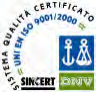 SISTEMA QUALITÀ CERTIFICATO
= UNI EN ISO 9001/2000 =
SINCERT
DNV